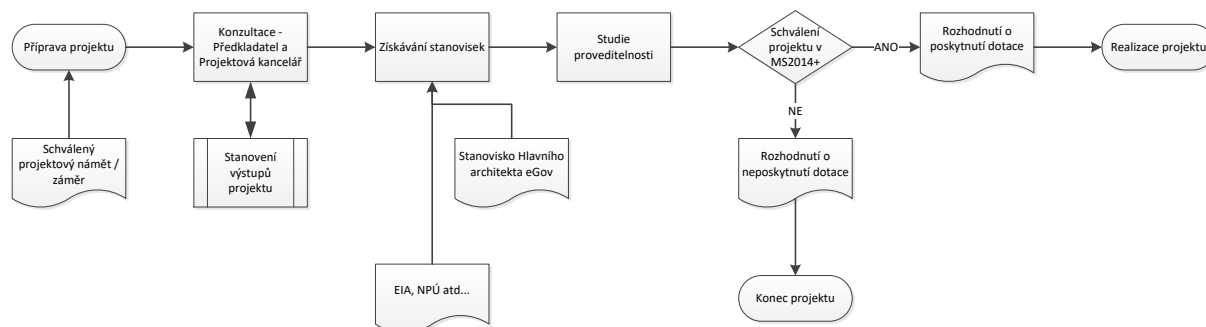 Příprava projektu
Konzultace -
Předkladatel a
Projektová kancelář
Získávání stanovisek
Studie
proveditelnosti
Schválení
projektu v
MS2014+
ANO
Rozhodnutí o
poskytnutí dotace
Realizace projektu
NE
Schválený
projektový námět /
záměr
Stanovení
výstupů
projektu
Stanovisko Hlavního
architekta eGov
Rozhodnutí o
neposkytnutí dotace
EIA, NPÚ atd...
Konec projektu